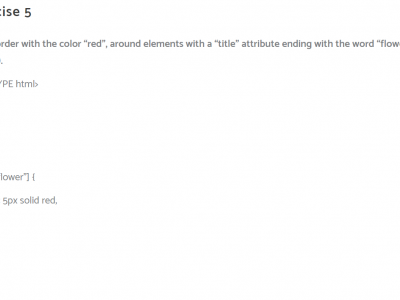 cise 5
order with the color “red”, around elements with a “title” attribute ending with the word “flow
).
YPE html>
lower”] {
5px solid red,